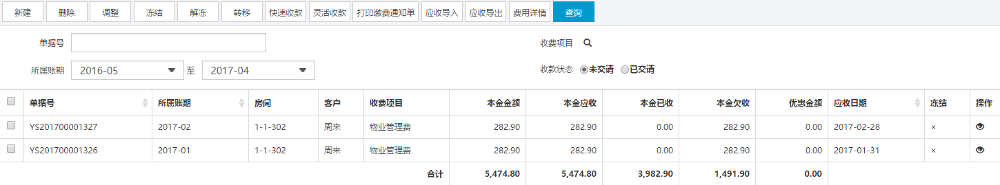 新建 删除 调整 冻结 解冻 转移 快速收款 灵活收款 打印缴费通知单 应收导入 应收导出 费用详情 查询
单据号 收费项目
所属账期 2016-05 至 2017-04 收款状态 未交请 已交请
单据号 所属账期 房间 客户 收费项目 本金金额 本金应收 本金已收 本金欠收 优惠金额 应收日期 冻结 操作
YS201700001327 2017-02 1-1-302 周来 物业管理费 282.90 282.90 0.00 282.90 0.00 2017-02-28 ×
YS201700001326 2017-01 1-1-302 周来 物业管理费 282.90 282.90 0.00 282.90 0.00 2017-01-31 ×
合计 5,474.80 5,474.80 3,982.90 1,491.90 0.00